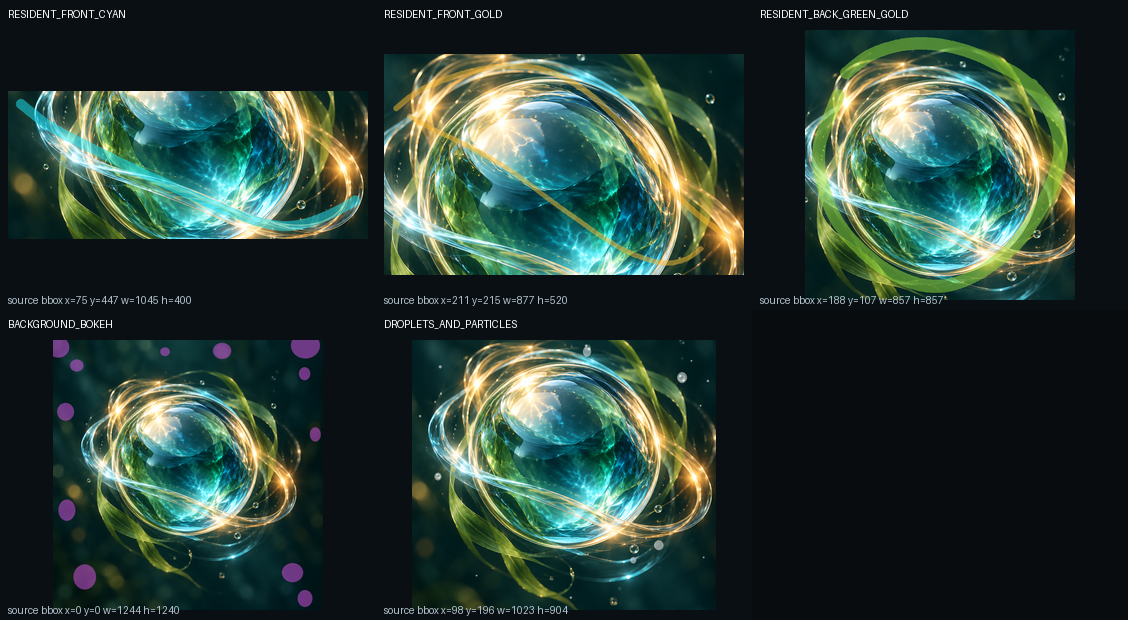 RESIDENT_FRONT_CYAN
RESIDENT_FRONT_GOLD
RESIDENT_BACK_GREEN_GOLD
source bbox x=75 y=447 w=1045 h=400
source bbox x=211 y=215 w=877 h=520
source bbox x=188 y=107 w=857 h=857*
BACKGROUND_BOKEH
DROPLETS_AND_PARTICLES
source bbox x=0 y=0 w=1244 h=1240
source bbox x=98 y=196 w=1023 h=904